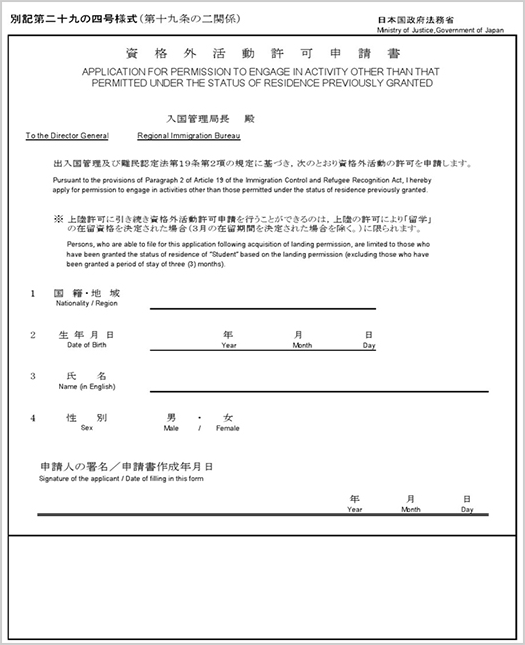 別記第二十九の四号様式（第十九条の二関係）
日本国政府法務省
Ministry of Justice,Government of Japan
資格外活動許可申請書
APPLICATION FOR PERMISSION TO ENGAGE IN ACTIVITY OTHER THAN THAT
PERMITTED UNDER THE STATUS OF RESIDENCE PREVIOUSLY GRANTED
入国管理局長 殿
To the Director General Regional Immigration Bureau
出入国管理及び難民認定法第19条第2項の規定に基づき，次のとおり資格外活動の許可を申請します。
Pursuant to the provisions of Paragraph 2 of Article 19 of the Immigration Control and Refugee Recognition Act, I hereby
apply for permission to engage in activities other than those permitted under the status of residence previously granted.
※ 上陸許可に引き続き資格外活動許可申請を行うことができるのは，上陸の許可により「留学」
の在留資格を決定された場合（3月の在留期間を決定された場合を除く。）に限られます。
Persons, who are able to file for this application following acquisition of landing permission, are limited to those who
have been granted the status of residence of "Student" based on the landing permission (excluding those who have
been granted a period of stay of three (3) months).
1 国籍・地域
Nationality / Region
2 生年月日 年 月 日
Date of Birth Year Month Day
3 氏名
Name (in English)
4 性別 男 ・ 女
Sex Male / Female
申請人の署名／申請書作成年月日
Signature of the applicant / Date of filling in this form
年 月 日
Year Month Day